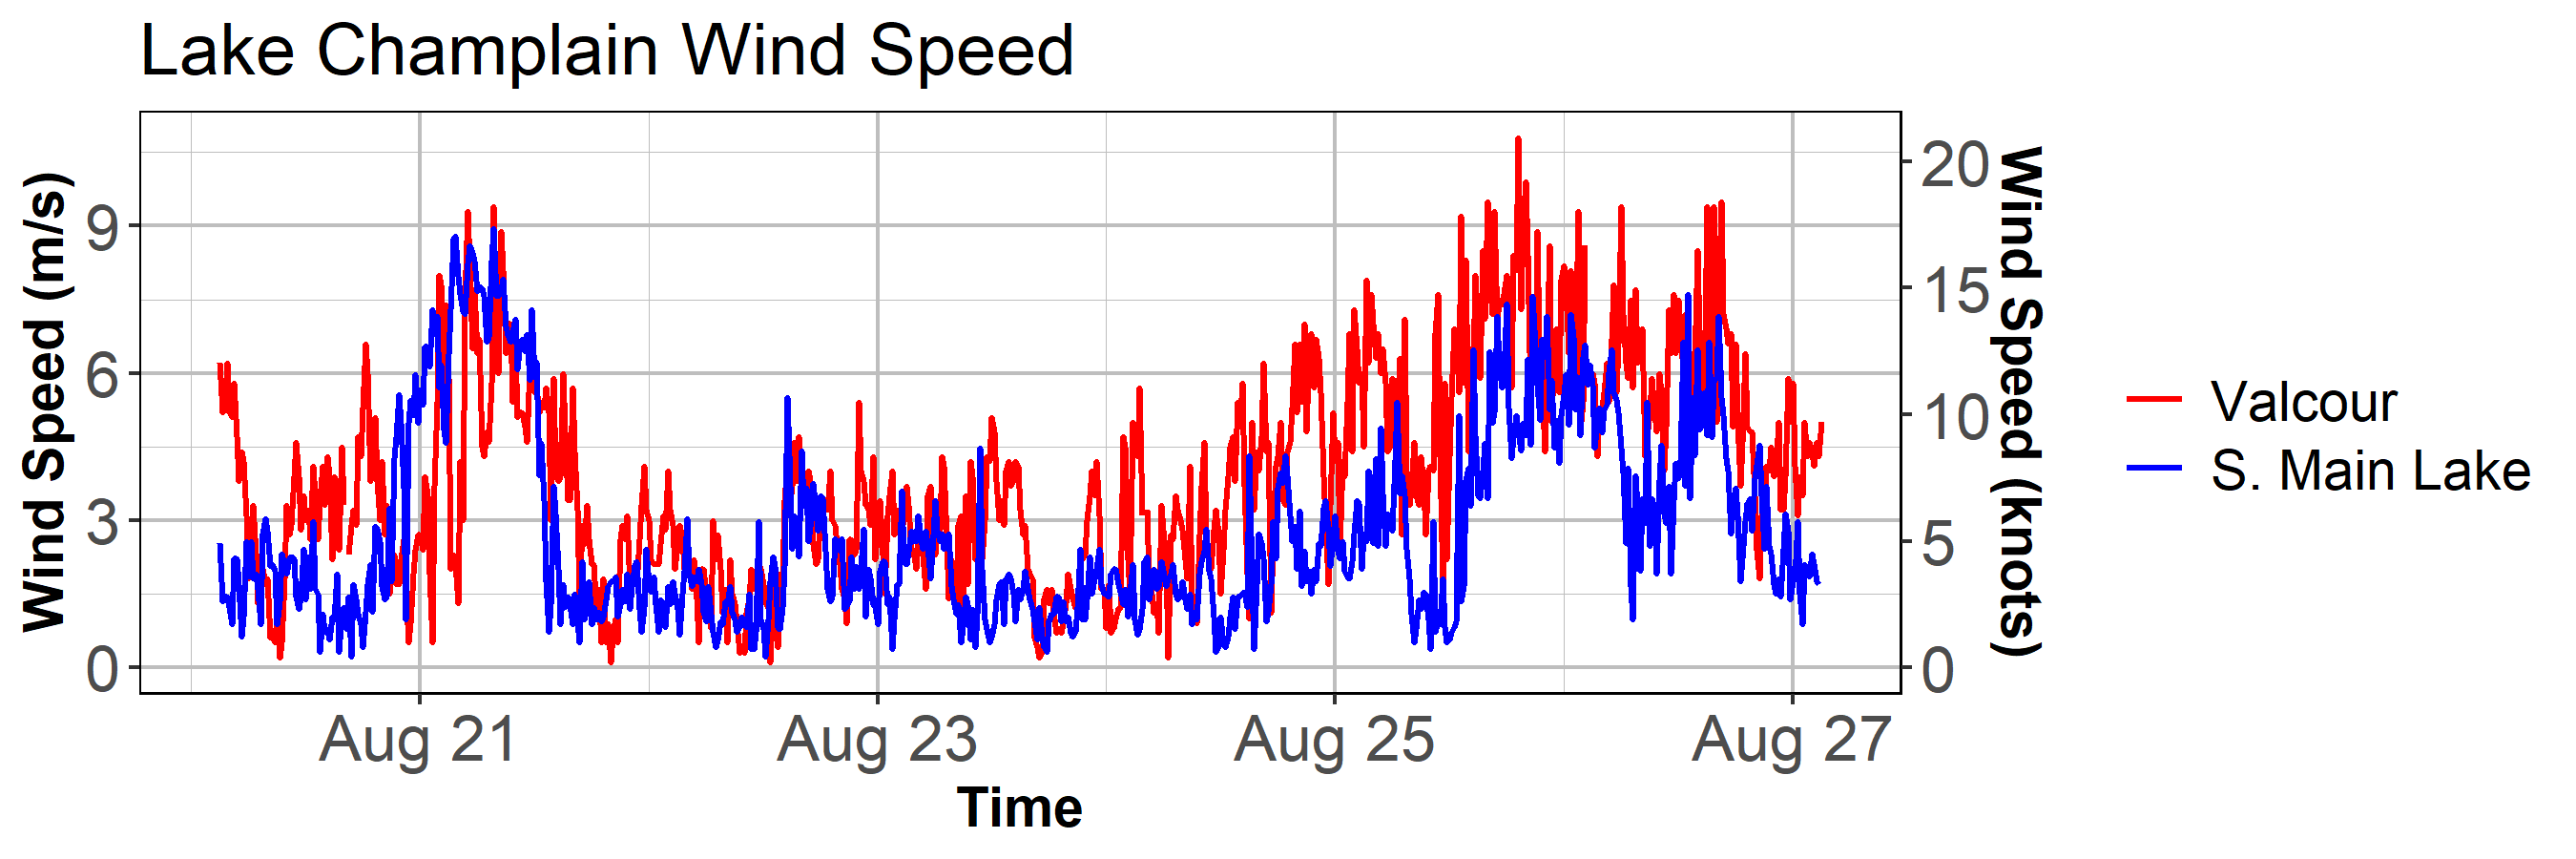 Lake Champlain Wind Speed
Wind Speed (m/s)
9
6
3
0
20
15
10
5
0
Wind Speed (knots)
Aug 21
Aug 23
Aug 25
Aug 27
Time
Valcour
S. Main Lake